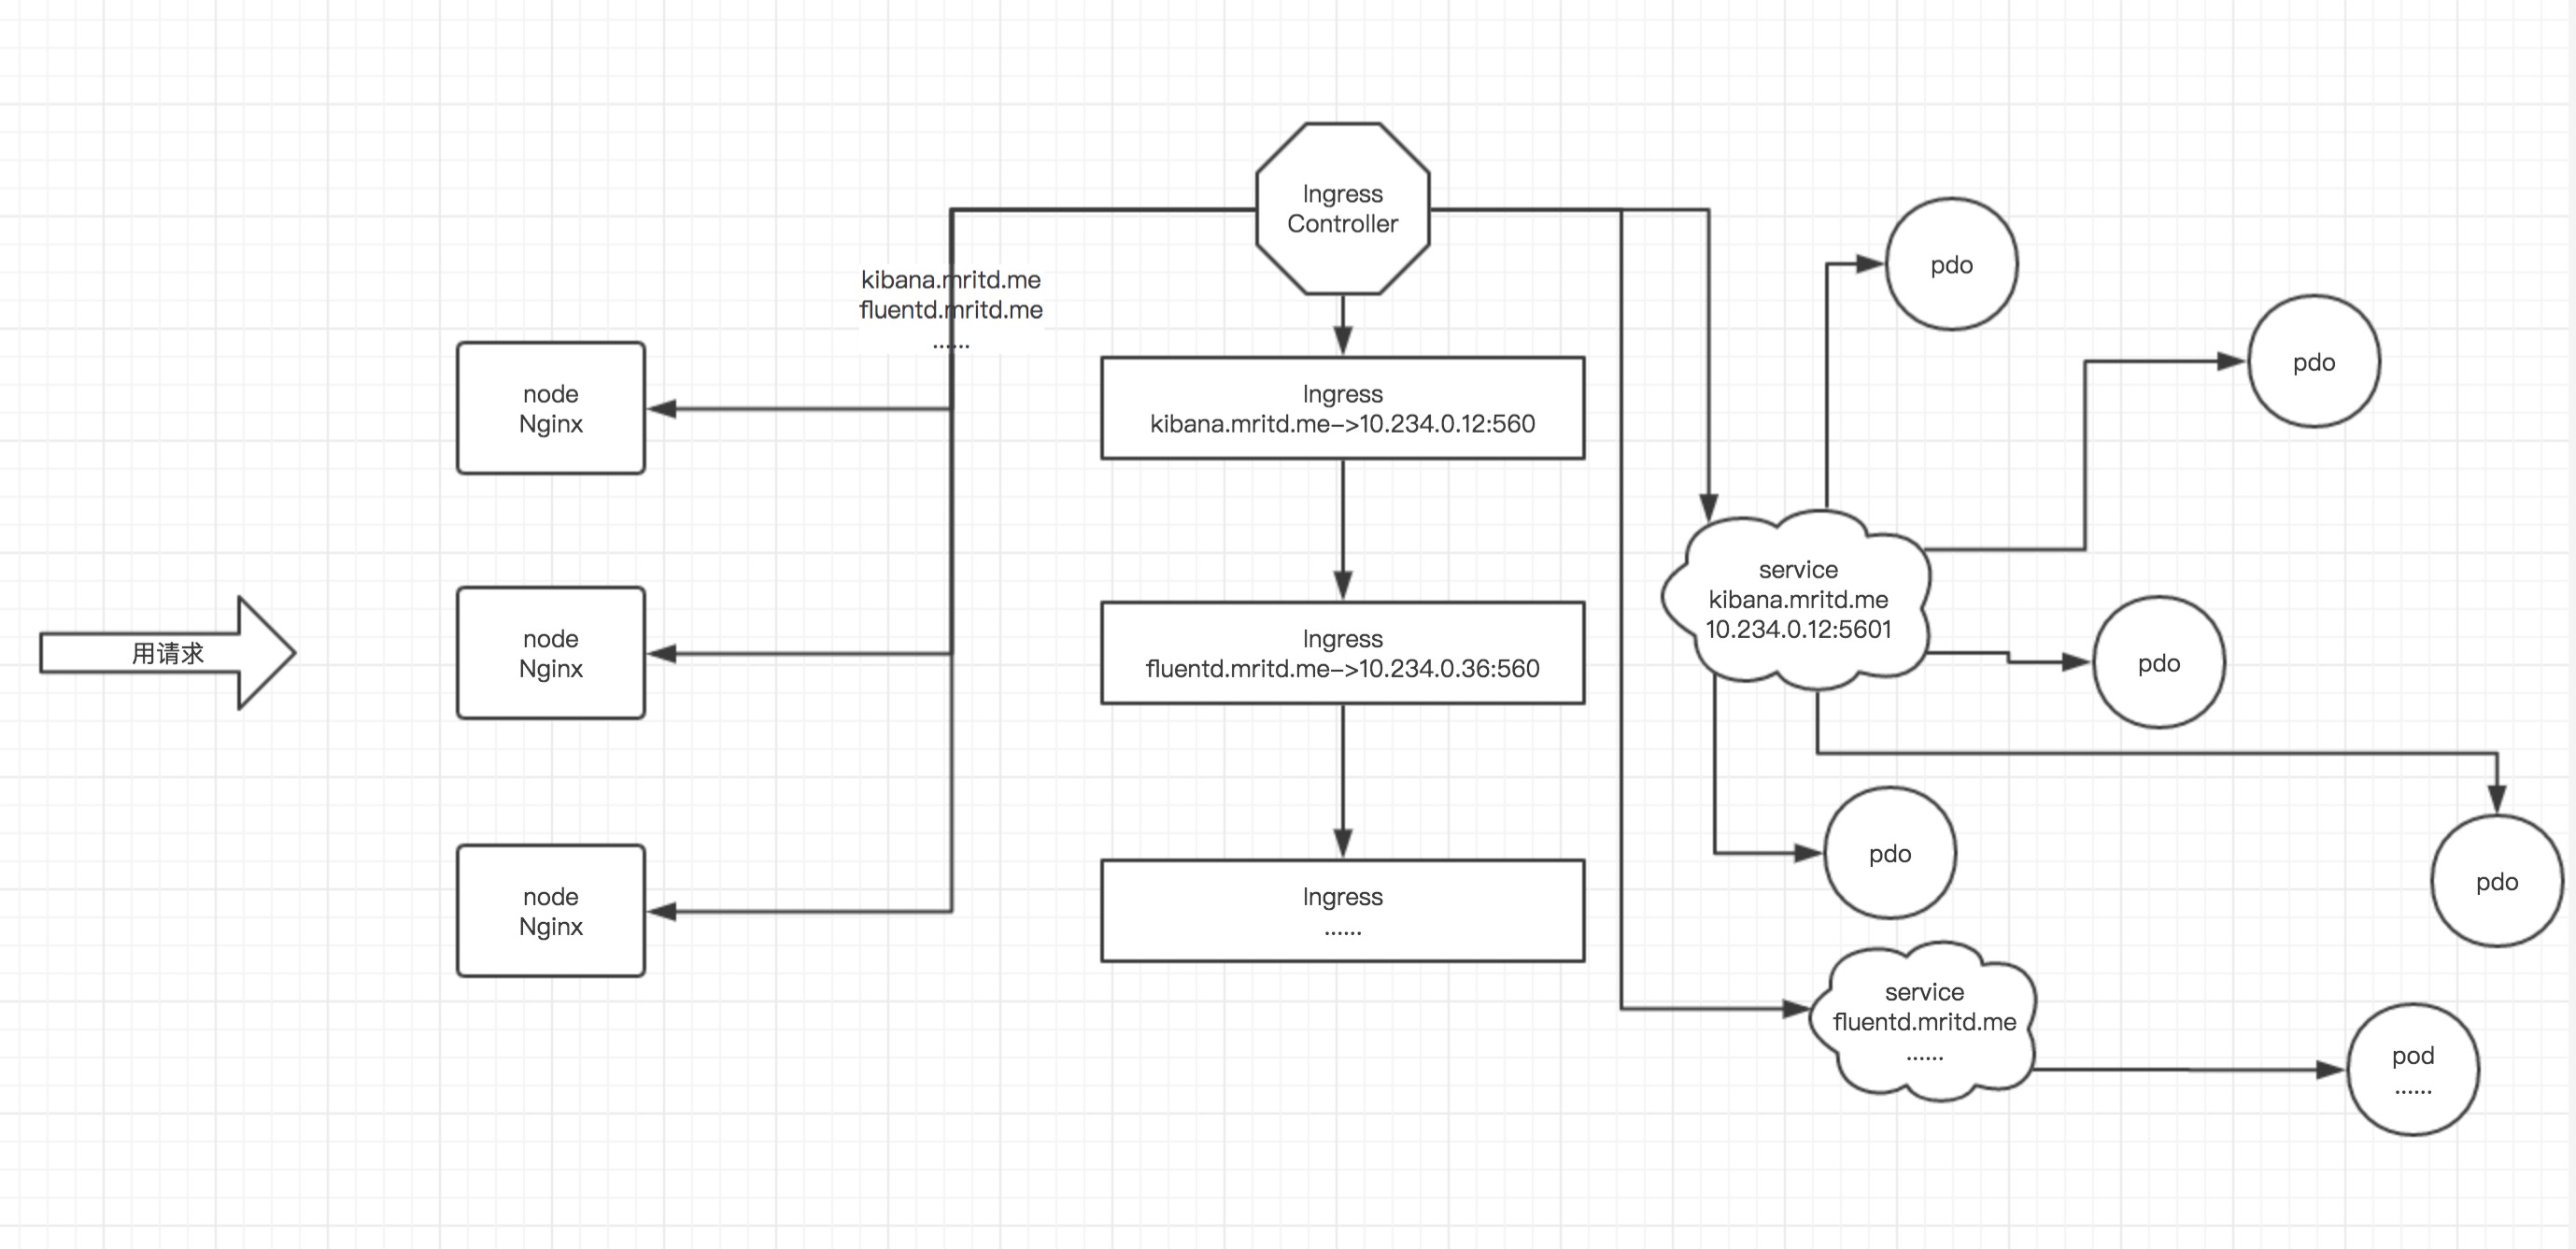 Ingress
Controller
kibana.mritd.me
fluentd.mritd.me
......
node
Nginx
node
Nginx
node
Nginx
用请求
Ingress
kibana.mritd.me->10.234.0.12:560
Ingress
fluentd.mritd.me->10.234.0.36:560
Ingress
......
service
kibana.mritd.me
10.234.0.12:5601
pdo
pdo
pdo
pdo
pdo
service
fluentd.mritd.me
......
pod
......